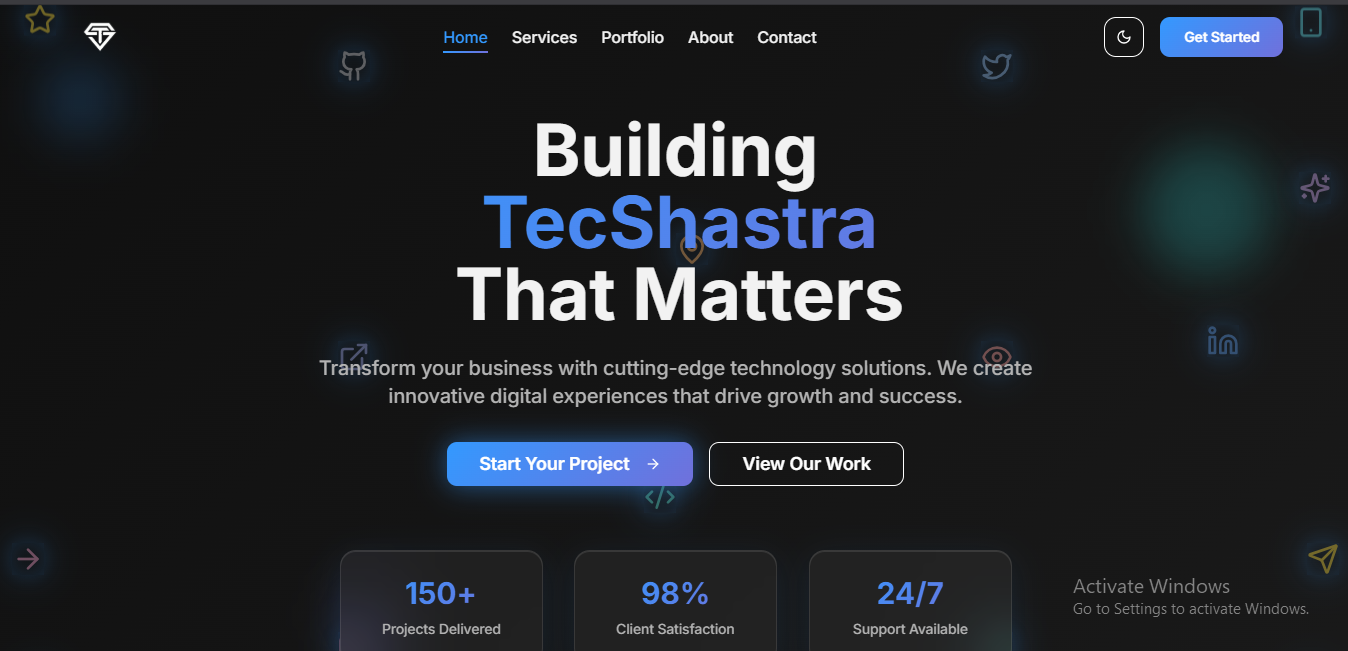 Home Services Portfolio About Contact
Get Started
Building
TecShastra
That Matters
Transform your business with cutting-edge technology solutions. We create
innovative digital experiences that drive growth and success.
Start Your Project
View Our Work
150+
Projects Delivered
98%
Client Satisfaction
24/7
Support Available
Activate Windows
Go to Settings to activate Windows.